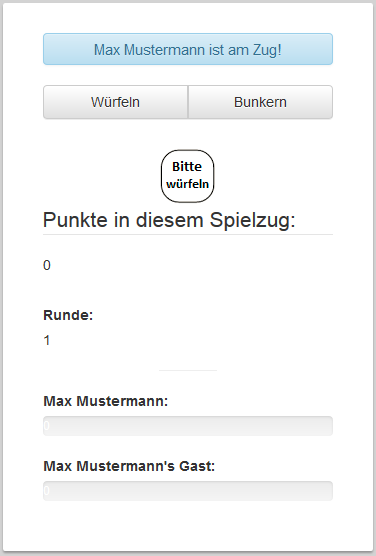 Max Mustermann ist am Zug!
Würfeln Bunkern
Bitte
würfeln
Punkte in diesem Spielzug:
0
Runde:
1
Max Mustermann:
0
Max Mustermann's Gast:
0